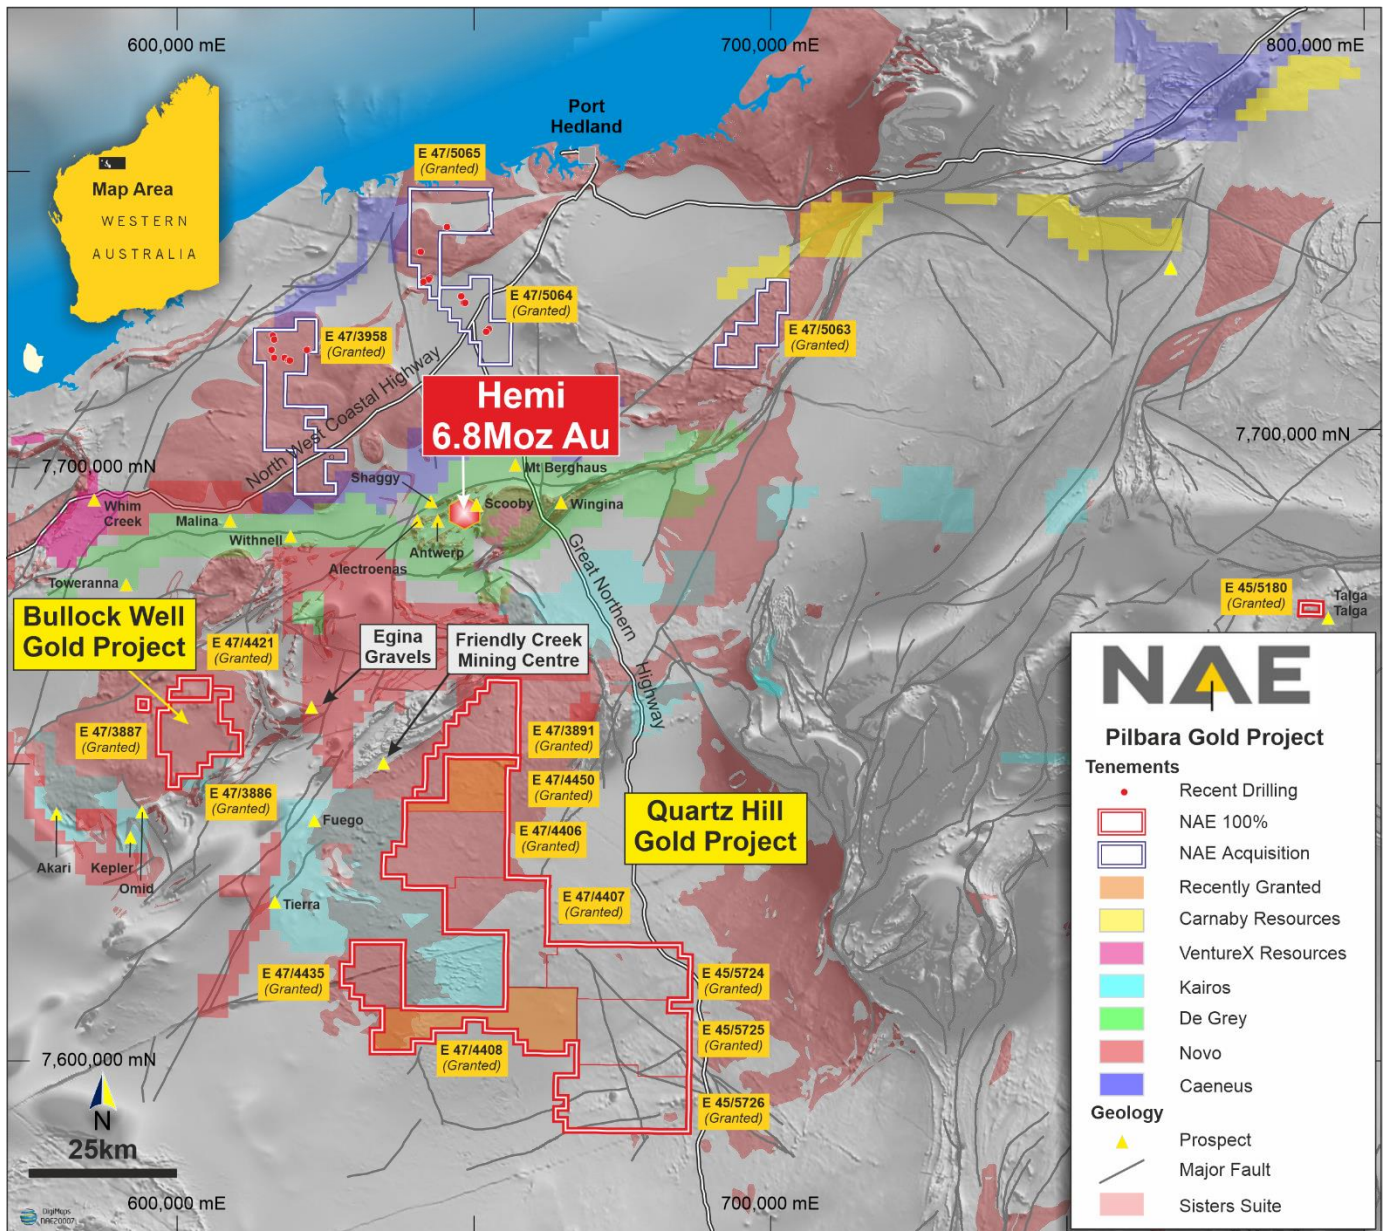 600,000 mE
700,000 mE
800,000 mE
Port
Hedland
Map Area
WESTERN
AUSTRALIA
E 47/5065
(Granted)
E 47/5064
(Granted)
E 47/3958
(Granted)
E 47/5063
(Granted)
North West Coastal Highway
Hemi
6.8Moz Au
7,700,000 mN
7,700,000 mN
Mt Berghaus
Shaggy
Scooby
Wingina
Whim
Creek
Malina
Withnell
Antwerp
Alectroenas
Great Northern
Highway
Toweranna
E 45/5180
(Granted)
Talga
Talga
Bullock Well
Gold Project
E 47/4421
(Granted)
Egina
Gravels
Friendly Creek
Mining Centre
E 47/3887
(Granted)
E 47/3891
(Granted)
E 47/3886
(Granted)
E 47/4450
(Granted)
E 47/4406
(Granted)
Quartz Hill
Gold Project
Fuego
Akari
Kepler
Omid
Tierra
E 47/4407
(Granted)
E 47/4435
(Granted)
E 45/5724
(Granted)
E 45/5725
(Granted)
E 47/4408
(Granted)
E 45/5726
(Granted)
7,600,000 mN
N
25km
600,000 mE
700,000 mE
DigiMaps
NAE20007
NAE
Pilbara Gold Project
Tenements
Recent Drilling
NAE 100%
NAE Acquisition
Recently Granted
Carnaby Resources
VentureX Resources
Kairos
De Grey
Novo
Caeneus
Geology
Prospect
Major Fault
Sisters Suite